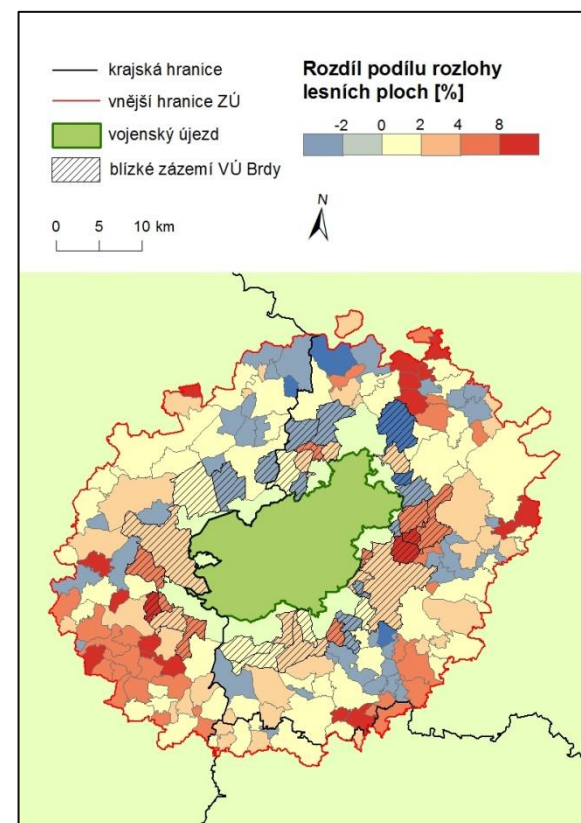 krajská hranice
vnější hranice ZÚ
vojenský újezd
blízké zázemí VÚ Brdy
0 5 10 km
Rozdíl podílu rozlohy
lesních ploch [%]
-2 0 2 4 8
N